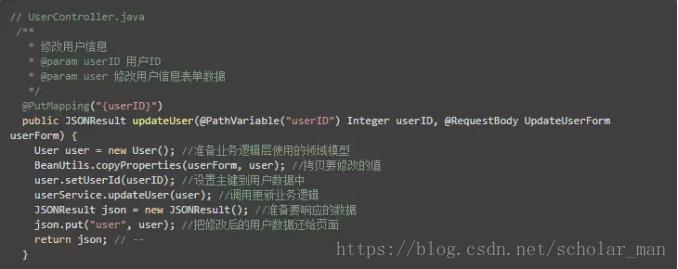 // UserController.java
/**
* 修改用户信息
* @param userID 用户ID
* @param user 修改用户信息表单数据
*/
@PutMapping("{userID}")
public JSONResult updateUser(@PathVariable("userID") Integer userID, @RequestBody UpdateUserForm
userForm) {
User user = new User(); //准备业务逻辑层使用的领域模型
BeanUtils.copyProperties(userForm, user); //拷贝要修改的值
user.setUserId(userID); //设置主键到用户数据中
userService.updateUser(user); //调用更新业务逻辑
JSONResult json = new JSONResult(); //准备要响应的数据
json.put("user", user); //把修改后的用户数据还给页面
return json; // --
}
https://blog.csdn.net/scholar_man